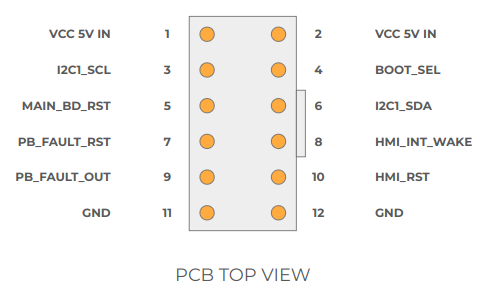 VCC 5V IN 1 2 VCC 5V IN
I2C1_SCL 3 4 BOOT_SEL
MAIN_BD_RST 5 6 I2C1_SDA
PB_FAULT_RST 7 8 HMI_INT_WAKE
PB_FAULT_OUT 9 10 HMI_RST
GND 11 12 GND
PCB TOP VIEW